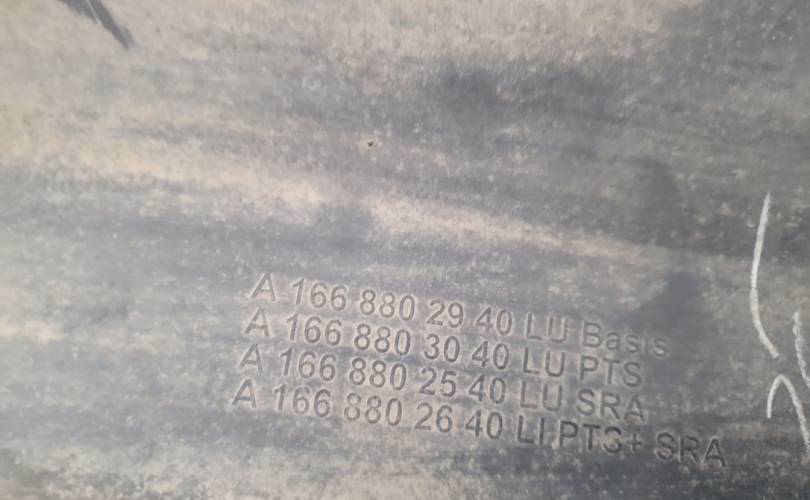 A 166 880 29 40 LU Basis
A 166 880 30 40 LU PTS
A 166 880 25 40 LU SRA
A 166 880 26 40 LU PTS+ SRA